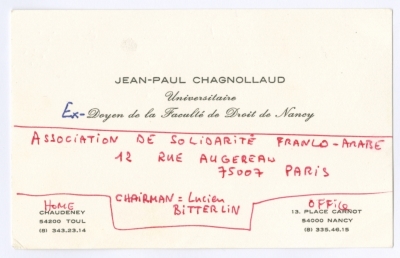 JEAN-PAUL CHAGNOLLAUD
Universitaire
Ex-Doyen de la Faculté de Droit de Nancy
ASSOCIATION DE SOLIDARITÉ FRANCO-ARABE
12 RUE AUGEREAU
75007 PARIS
HOME
CHAUDENEY
54200 TOUL
(8) 343.23.14
CHAIRMAN = Lucien
BITTERLIN
OFFICE
13. PLACE CARNOT
54000 NANCY
(8) 335.46.15